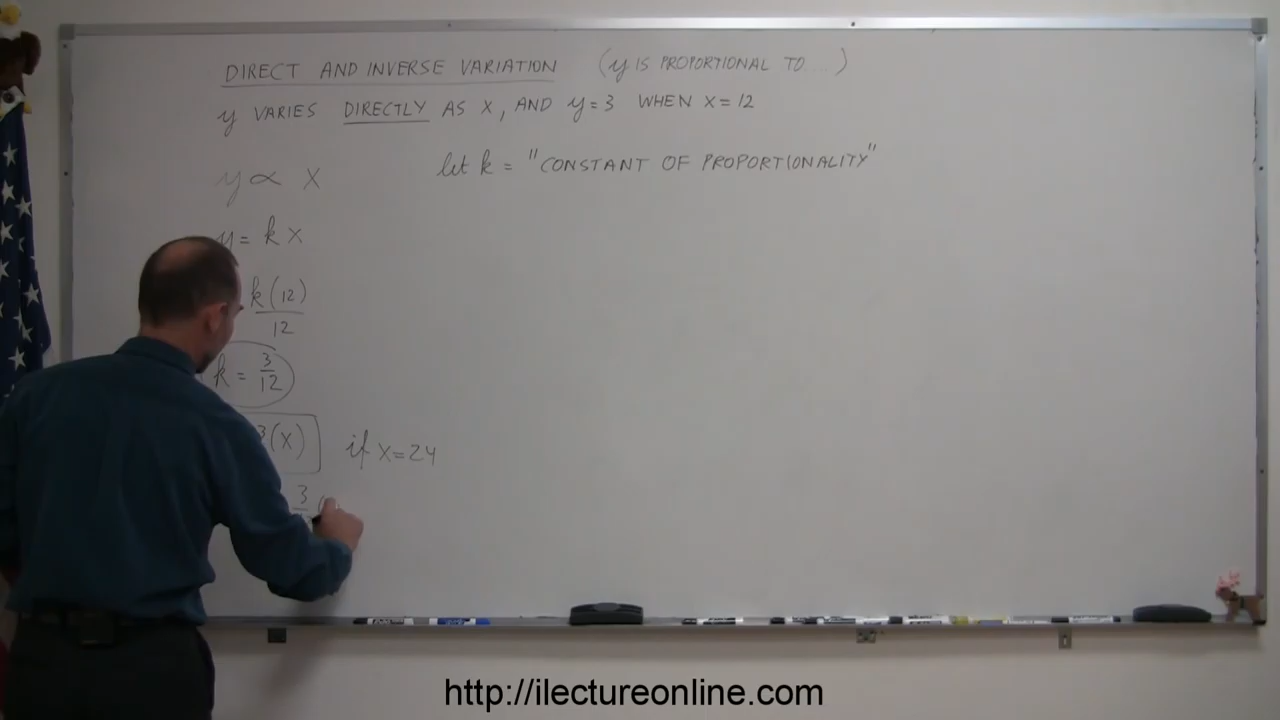 DIRECT AND INVERSE VARIATION (y IS PROPORTIONAL TO ....)
y VARIES DIRECTLY AS X, AND y=3 WHEN X=12
y ∝ X
let k = "CONSTANT OF PROPORTIONALITY"
y = k x
k(12)
12
k = 3/12
3(x) if x=24
3
http://ilectureonline.com